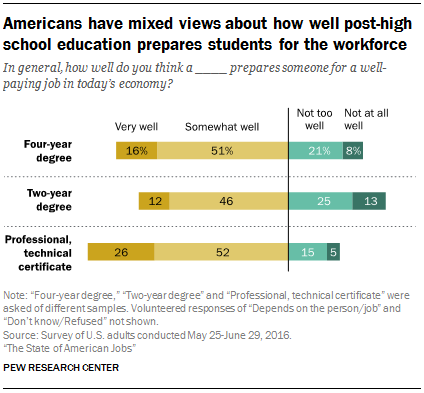 Americans have mixed views about how well post-high
school education prepares students for the workforce
In general, how well do you think a _____ prepares someone for a well-
paying job in today's economy?
Very well Somewhat well Not too well Not at all well
Four-year degree 16% 51% 21% 8%
Two-year degree 12 46 25 13
Professional, technical certificate 26 52 15 5
Note: "Four-year degree," "Two-year degree" and "Professional, technical certificate" were
asked of different samples. Volunteered responses of "Depends on the person/job" and
"Don't know/Refused" not shown.
Source: Survey of U.S. adults conducted May 25-June 29, 2016.
"The State of American Jobs"
PEW RESEARCH CENTER